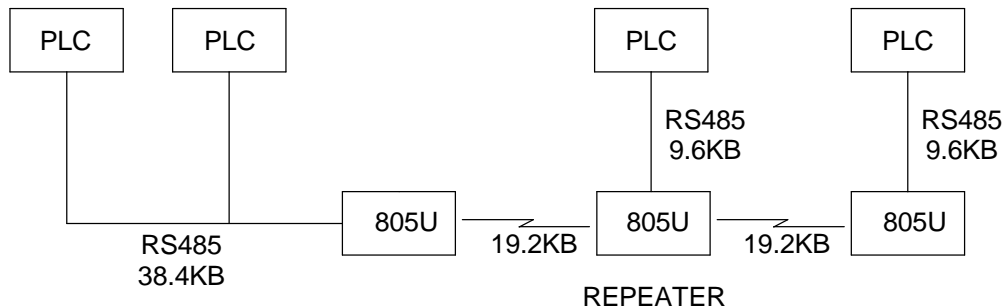 PLC
PLC
PLC
PLC
RS485
9.6KB
RS485
9.6KB
805U
805U
805U
19.2KB
19.2KB
RS485
38.4KB
REPEATER